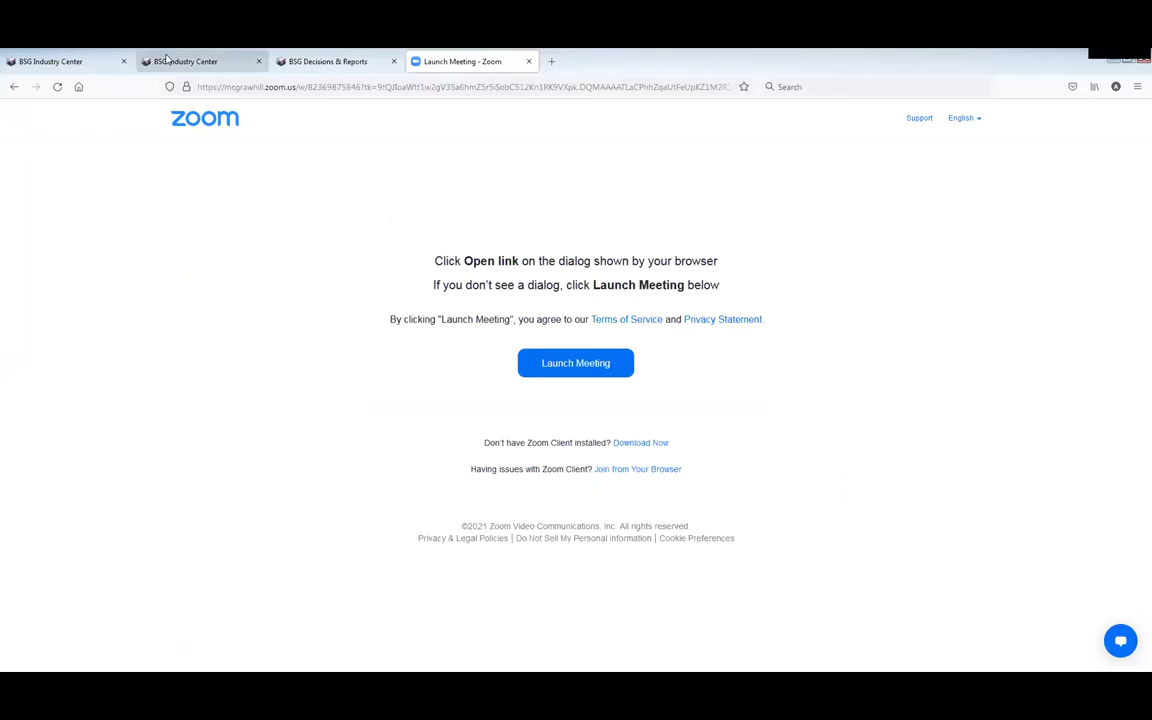 BSG Industry Center
BSG Industry Center
BSG Decisions & Reports
Launch Meeting - Zoom
Search
zoom
Support
English
Click Open link on the dialog shown by your browser
If you don't see a dialog, click Launch Meeting below
By clicking "Launch Meeting", you agree to our Terms of Service and Privacy Statement
Launch Meeting
Don't have Zoom Client installed? Download Now
Having issues with Zoom Client? Join from Your Browser
©2021 Zoom Video Communications, Inc. All rights reserved.
Privacy & Legal Policies | Do Not Sell My Personal Information | Cookie Preferences